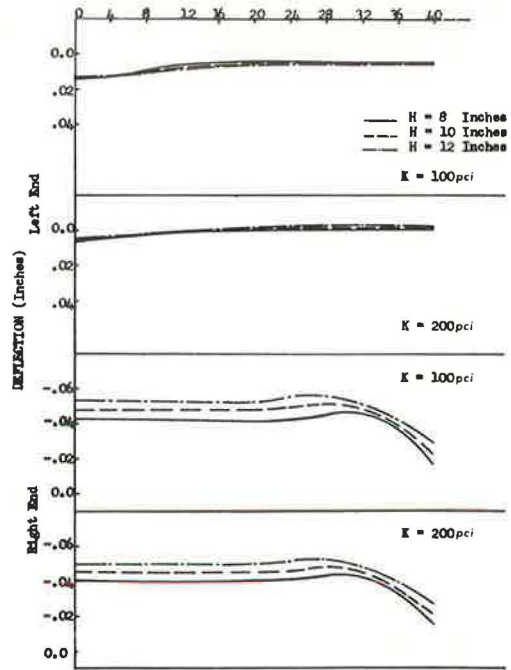 0 4 8 12 16 20 24 28 32 36 40
0.0
.02
.04
H = 8 Inches
H = 10 Inches
H = 12 Inches
K = 100pci
Left End
0.0
.02
.04
K = 200pci
DEFLECTION (Inches)
K = 100pci
-.06
-.04
-.02
0.0
Right End
K = 200pci
-.06
-.04
-.02
0.0